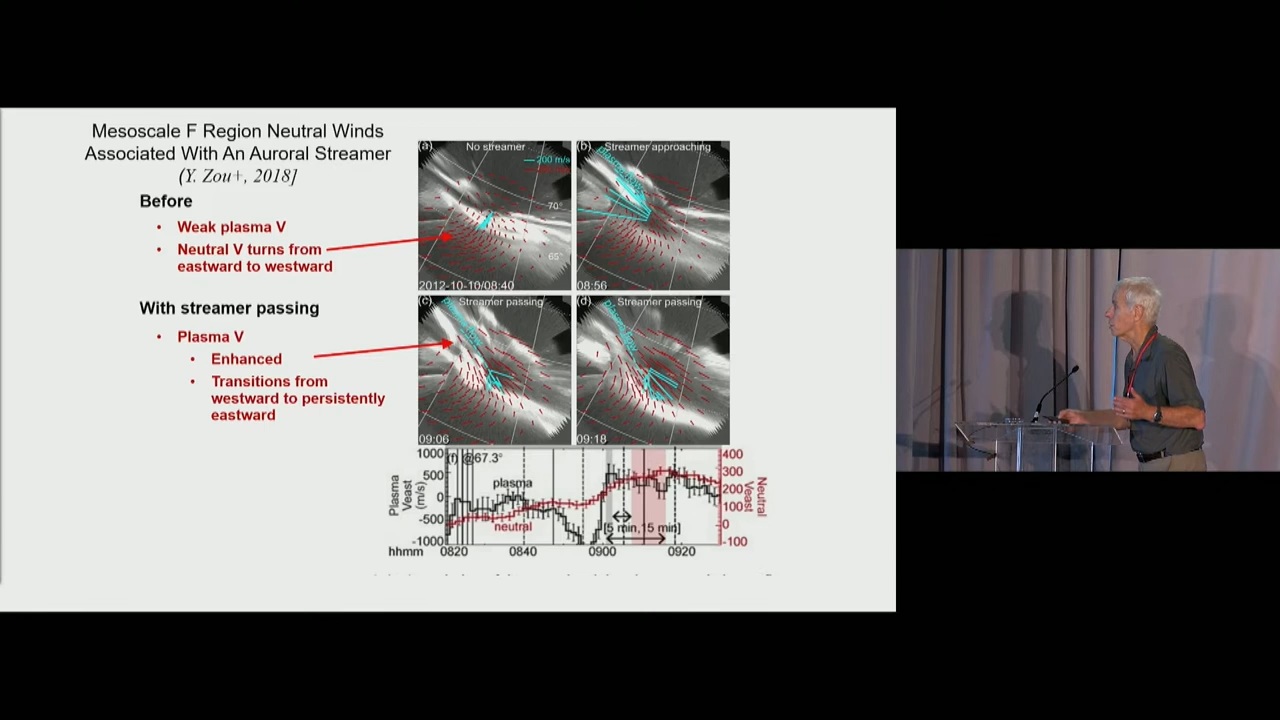 Mesoscale F Region Neutral Winds
Associated With An Auroral Streamer
(Y. Zou+, 2018]
Before
• Weak plasma V
• Neutral V turns from
eastward to westward
With streamer passing
• Plasma V
• Enhanced
• Transitions from
westward to persistently
eastward
(a) No streamer
200 m/s
70°
65°
2012-10-10/08:40
(b) Streamer approaching
plasma flow
08:56
(c) Streamer passing
09:06
(d) Streamer passing
plasma flow
09:18
(f) @67.3°
Plasma
Veast
(m/s)
1000
500
0
-500
-1000
plasma
neutral
[5 min,15 min]
400
300
200
100
0
-100
Neutral
Veast
hhmm 0820 0840 0900 0920